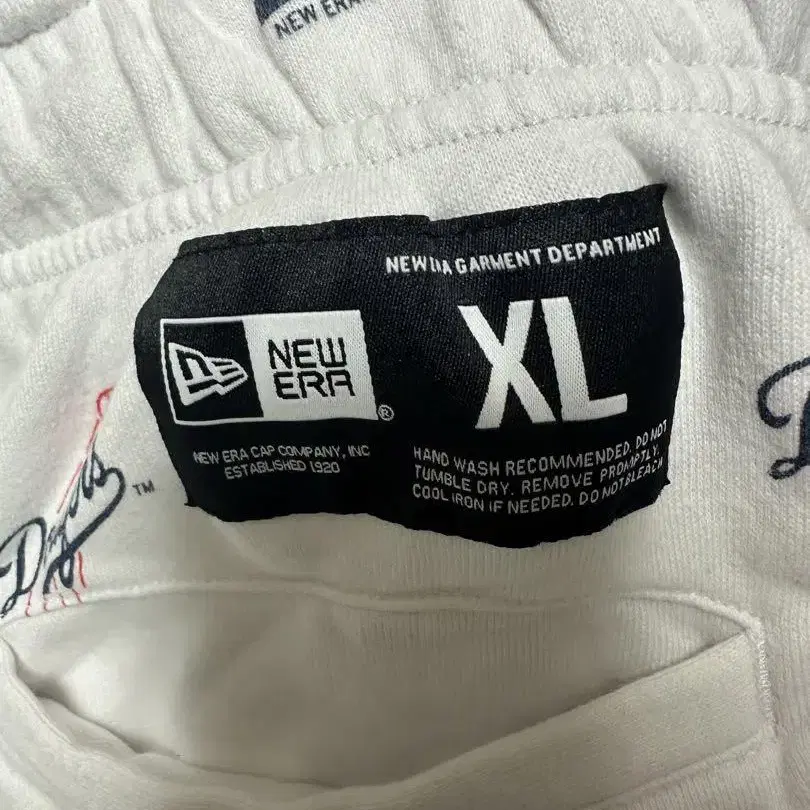 NEW ERA
NEW ERA GARMENT DEPARTMENT
NEW
ERA
®
XL
NEW ERA CAP COMPANY, INC
ESTABLISHED 1920
HAND WASH RECOMMENDED. DO NOT
TUMBLE DRY. REMOVE PROMPTLY.
COOL IRON IF NEEDED. DO NOT BLEACH
Dodgers TM